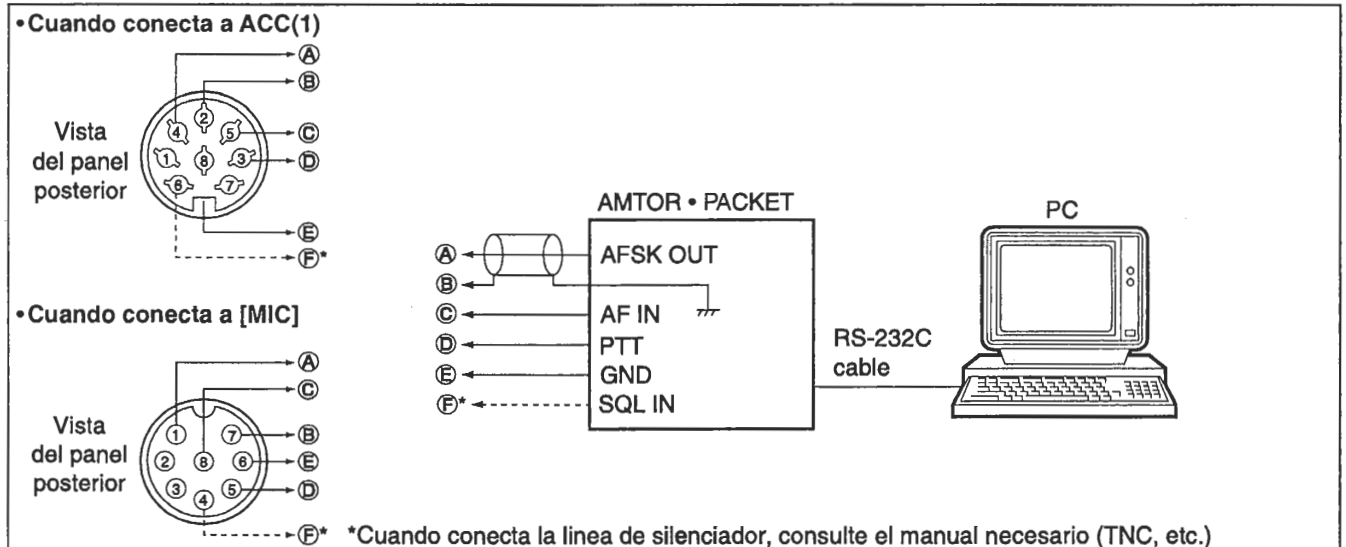 •Cuando conecta a ACC(1)
Ⓐ
Ⓑ
Ⓒ
Ⓓ
Ⓔ
Ⓕ*
Vista
del panel
posterior
2
4
5
1
8
3
6
7
•Cuando conecta a [MIC]
Ⓐ
Ⓒ
Ⓑ
Ⓔ
Ⓓ
Ⓕ*
Vista
del panel
posterior
1
7
2
8
6
3
5
4
AMTOR • PACKET
Ⓐ AFSK OUT
Ⓑ
Ⓒ AF IN
Ⓓ PTT
Ⓔ GND
Ⓕ* SQL IN
RS-232C
cable
PC
*Cuando conecta la linea de silenciador, consulte el manual necesario (TNC, etc.)